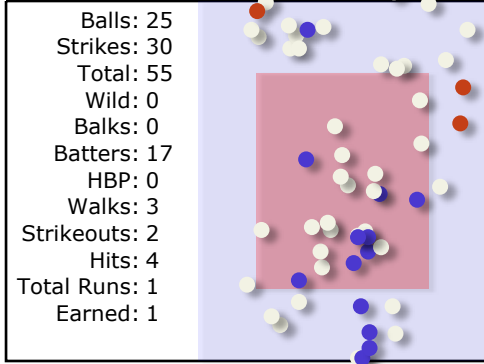 Balls: 25
Strikes: 30
Total: 55
Wild: 0
Balks: 0
Batters: 17
HBP: 0
Walks: 3
Strikeouts: 2
Hits: 4
Total Runs: 1
Earned: 1